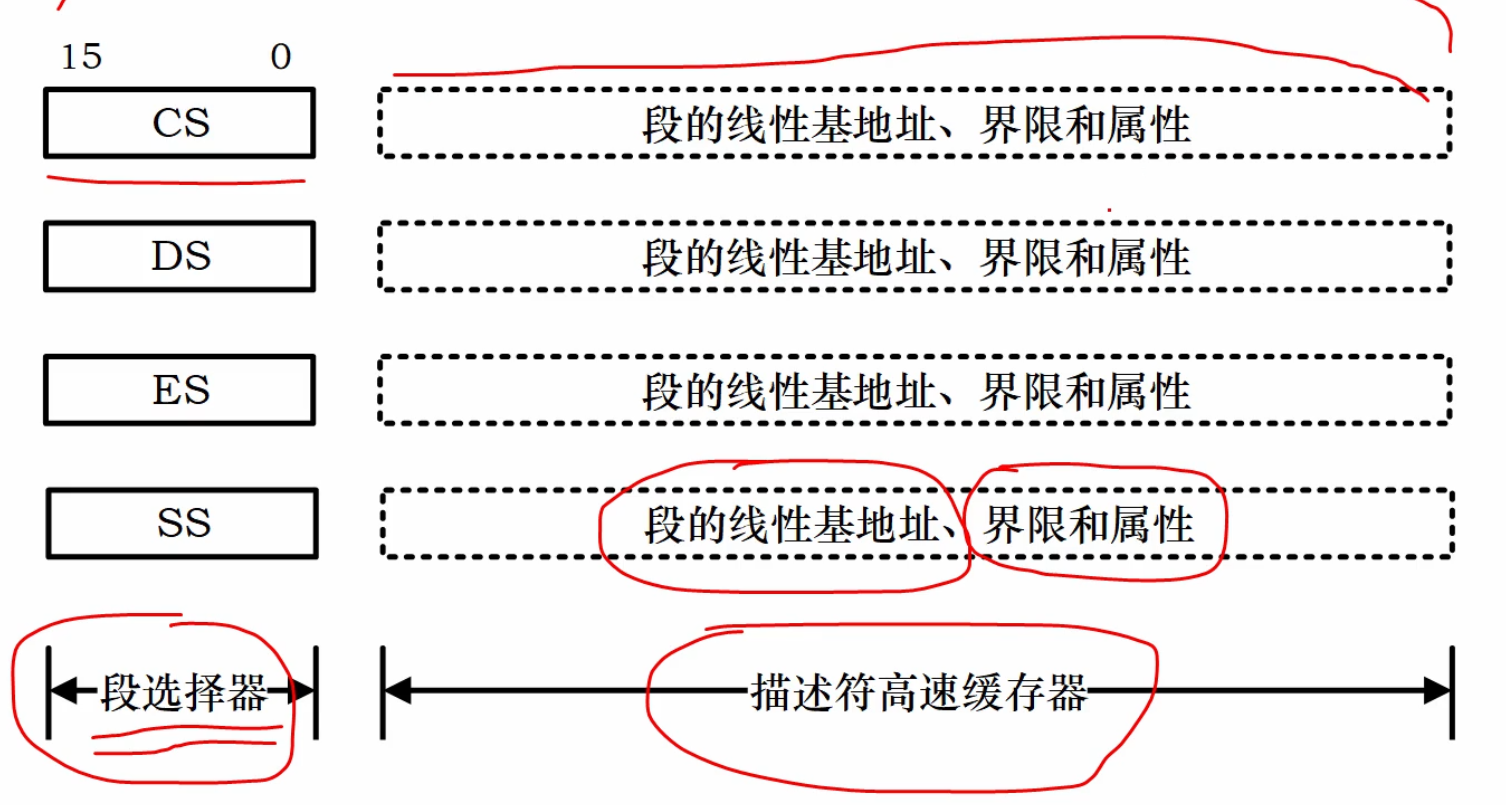 15 0
CS 段的线性基地址、界限和属性
DS 段的线性基地址、界限和属性
ES 段的线性基地址、界限和属性
SS 段的线性基地址、界限和属性
段选择器 描述符高速缓存器